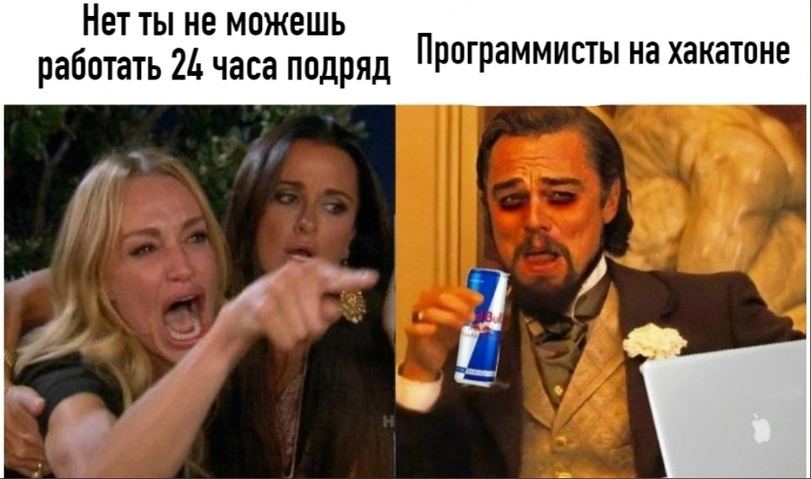 Нет ты не можешь
работать 24 часа подряд
Программисты на хакатоне